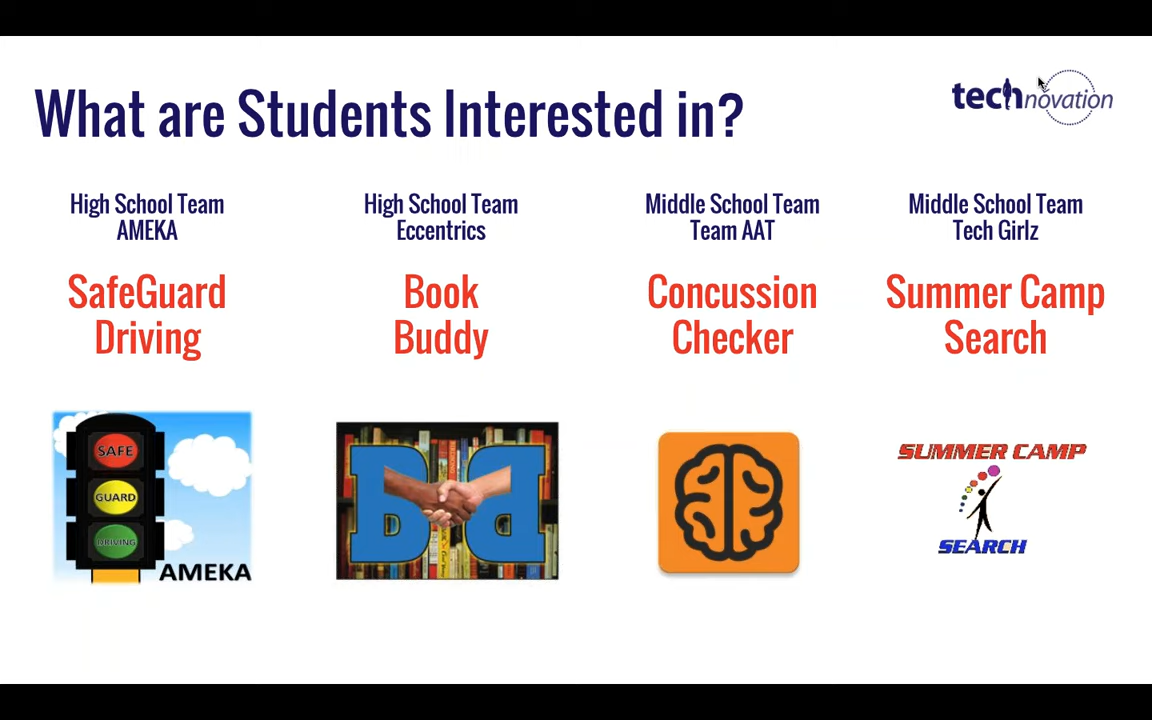 What are Students Interested in?
technovation
High School Team
AMEKA
SafeGuard
Driving
High School Team
Eccentrics
Book
Buddy
Middle School Team
Team AAT
Concussion
Checker
Middle School Team
Tech Girlz
Summer Camp
Search
SAFE
GUARD
DRIVING
AMEKA
BB
SUMMER CAMP
SEARCH